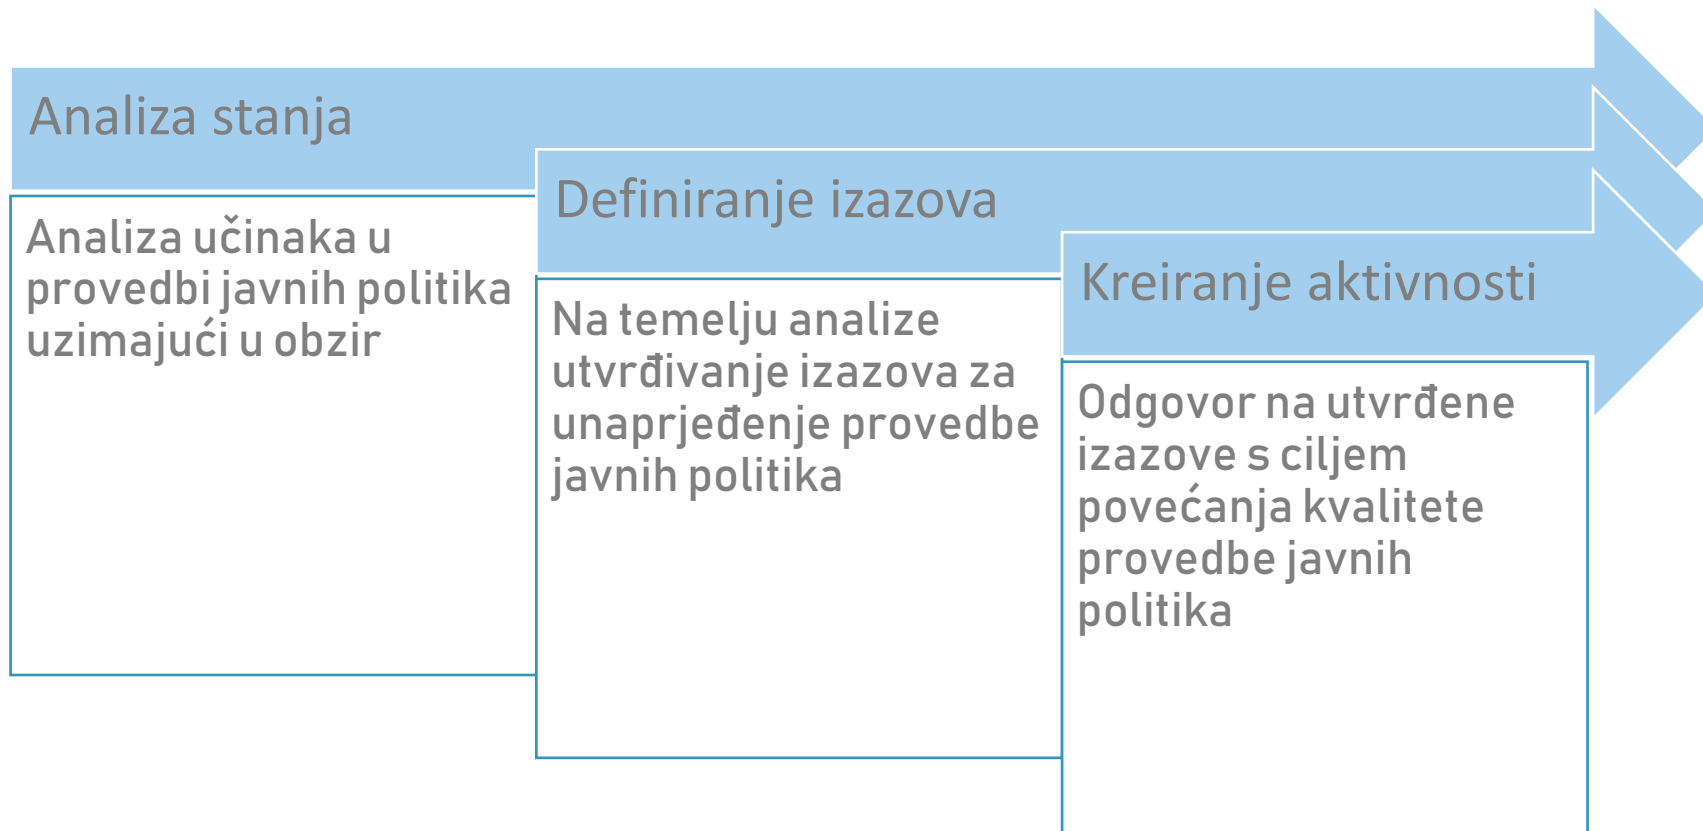 Analiza stanja
Analiza učinaka u
provedbi javnih politika
uzimajući u obzir
Definiranje izazova
Na temelju analize
utvrđivanje izazova za
unaprjeđenje provedbe
javnih politika
Kreiranje aktivnosti
Odgovor na utvrđene
izazove s ciljem
povećanja kvalitete
provedbe javnih
politika